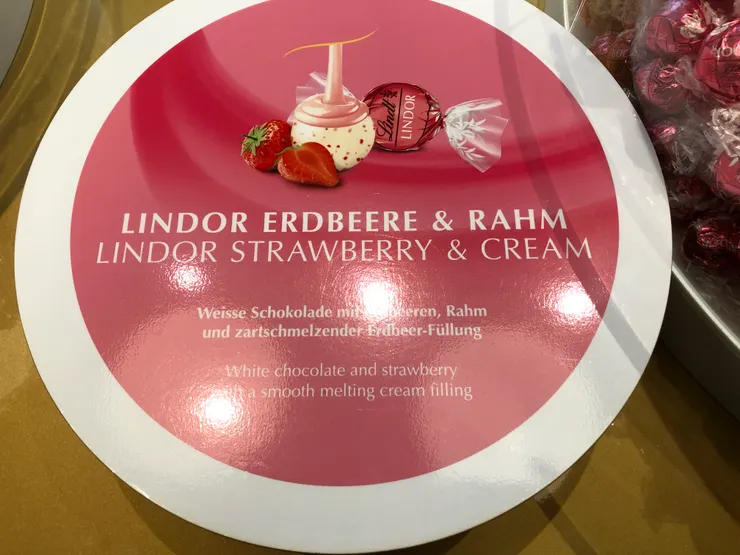 Lindt
LINDOR
LINDOR ERDBEERE & RAHM
LINDOR STRAWBERRY & CREAM
Weisse Schokolade mit Rahm
und zartschmelzender Erdbeer-Füllung
White chocolate and strawberry
a smooth melting cream filling